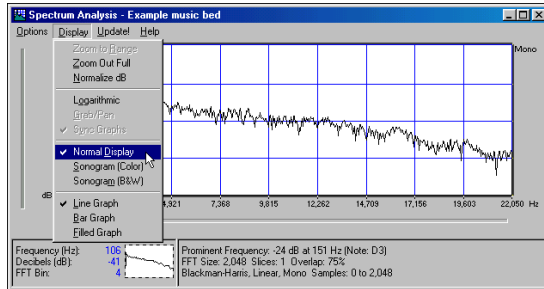 Spectrum Analysis - Example music bed
Options Display Update! Help
Zoom to Range
Zoom Out Full
Normalize dB
Logarithmic
Grab/Pan
Sync Graphs
Normal Display
Sonogram (Color)
Sonogram (B&W)
Line Graph
Bar Graph
Filled Graph
Mono
dB
4,921 7,368 9,815 12,262 14,709 17,156 19,603 22,050 Hz
Frequency (Hz): 106
Decibels (dB): -41
FFT Bin: 4
Prominent Frequency: -24 dB at 151 Hz (Note: D3)
FFT Size: 2,048 Slices: 1 Overlap: 75%
Blackman-Harris, Linear, Mono Samples: 0 to 2,048